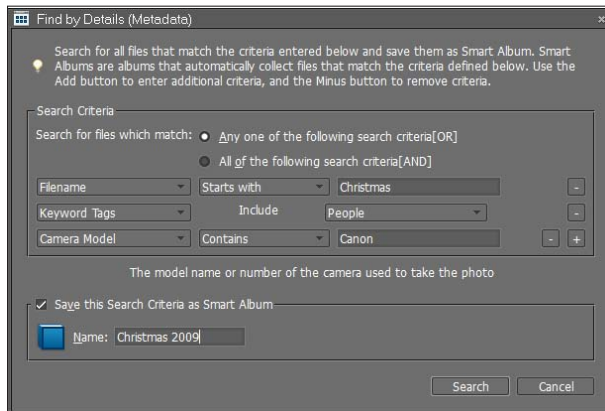 Find by Details (Metadata)
Search for all files that match the criteria entered below and save them as Smart Album. Smart
Albums are albums that automatically collect files that match the criteria defined below. Use the
Add button to enter additional criteria, and the Minus button to remove criteria.
Search Criteria
Search for files which match: Any one of the following search criteria[OR]
All of the following search criteria[AND]
Filename Starts with Christmas -
Keyword Tags Include People -
Camera Model Contains Canon - +
The model name or number of the camera used to take the photo
Save this Search Criteria as Smart Album
Name: Christmas 2009
Search Cancel